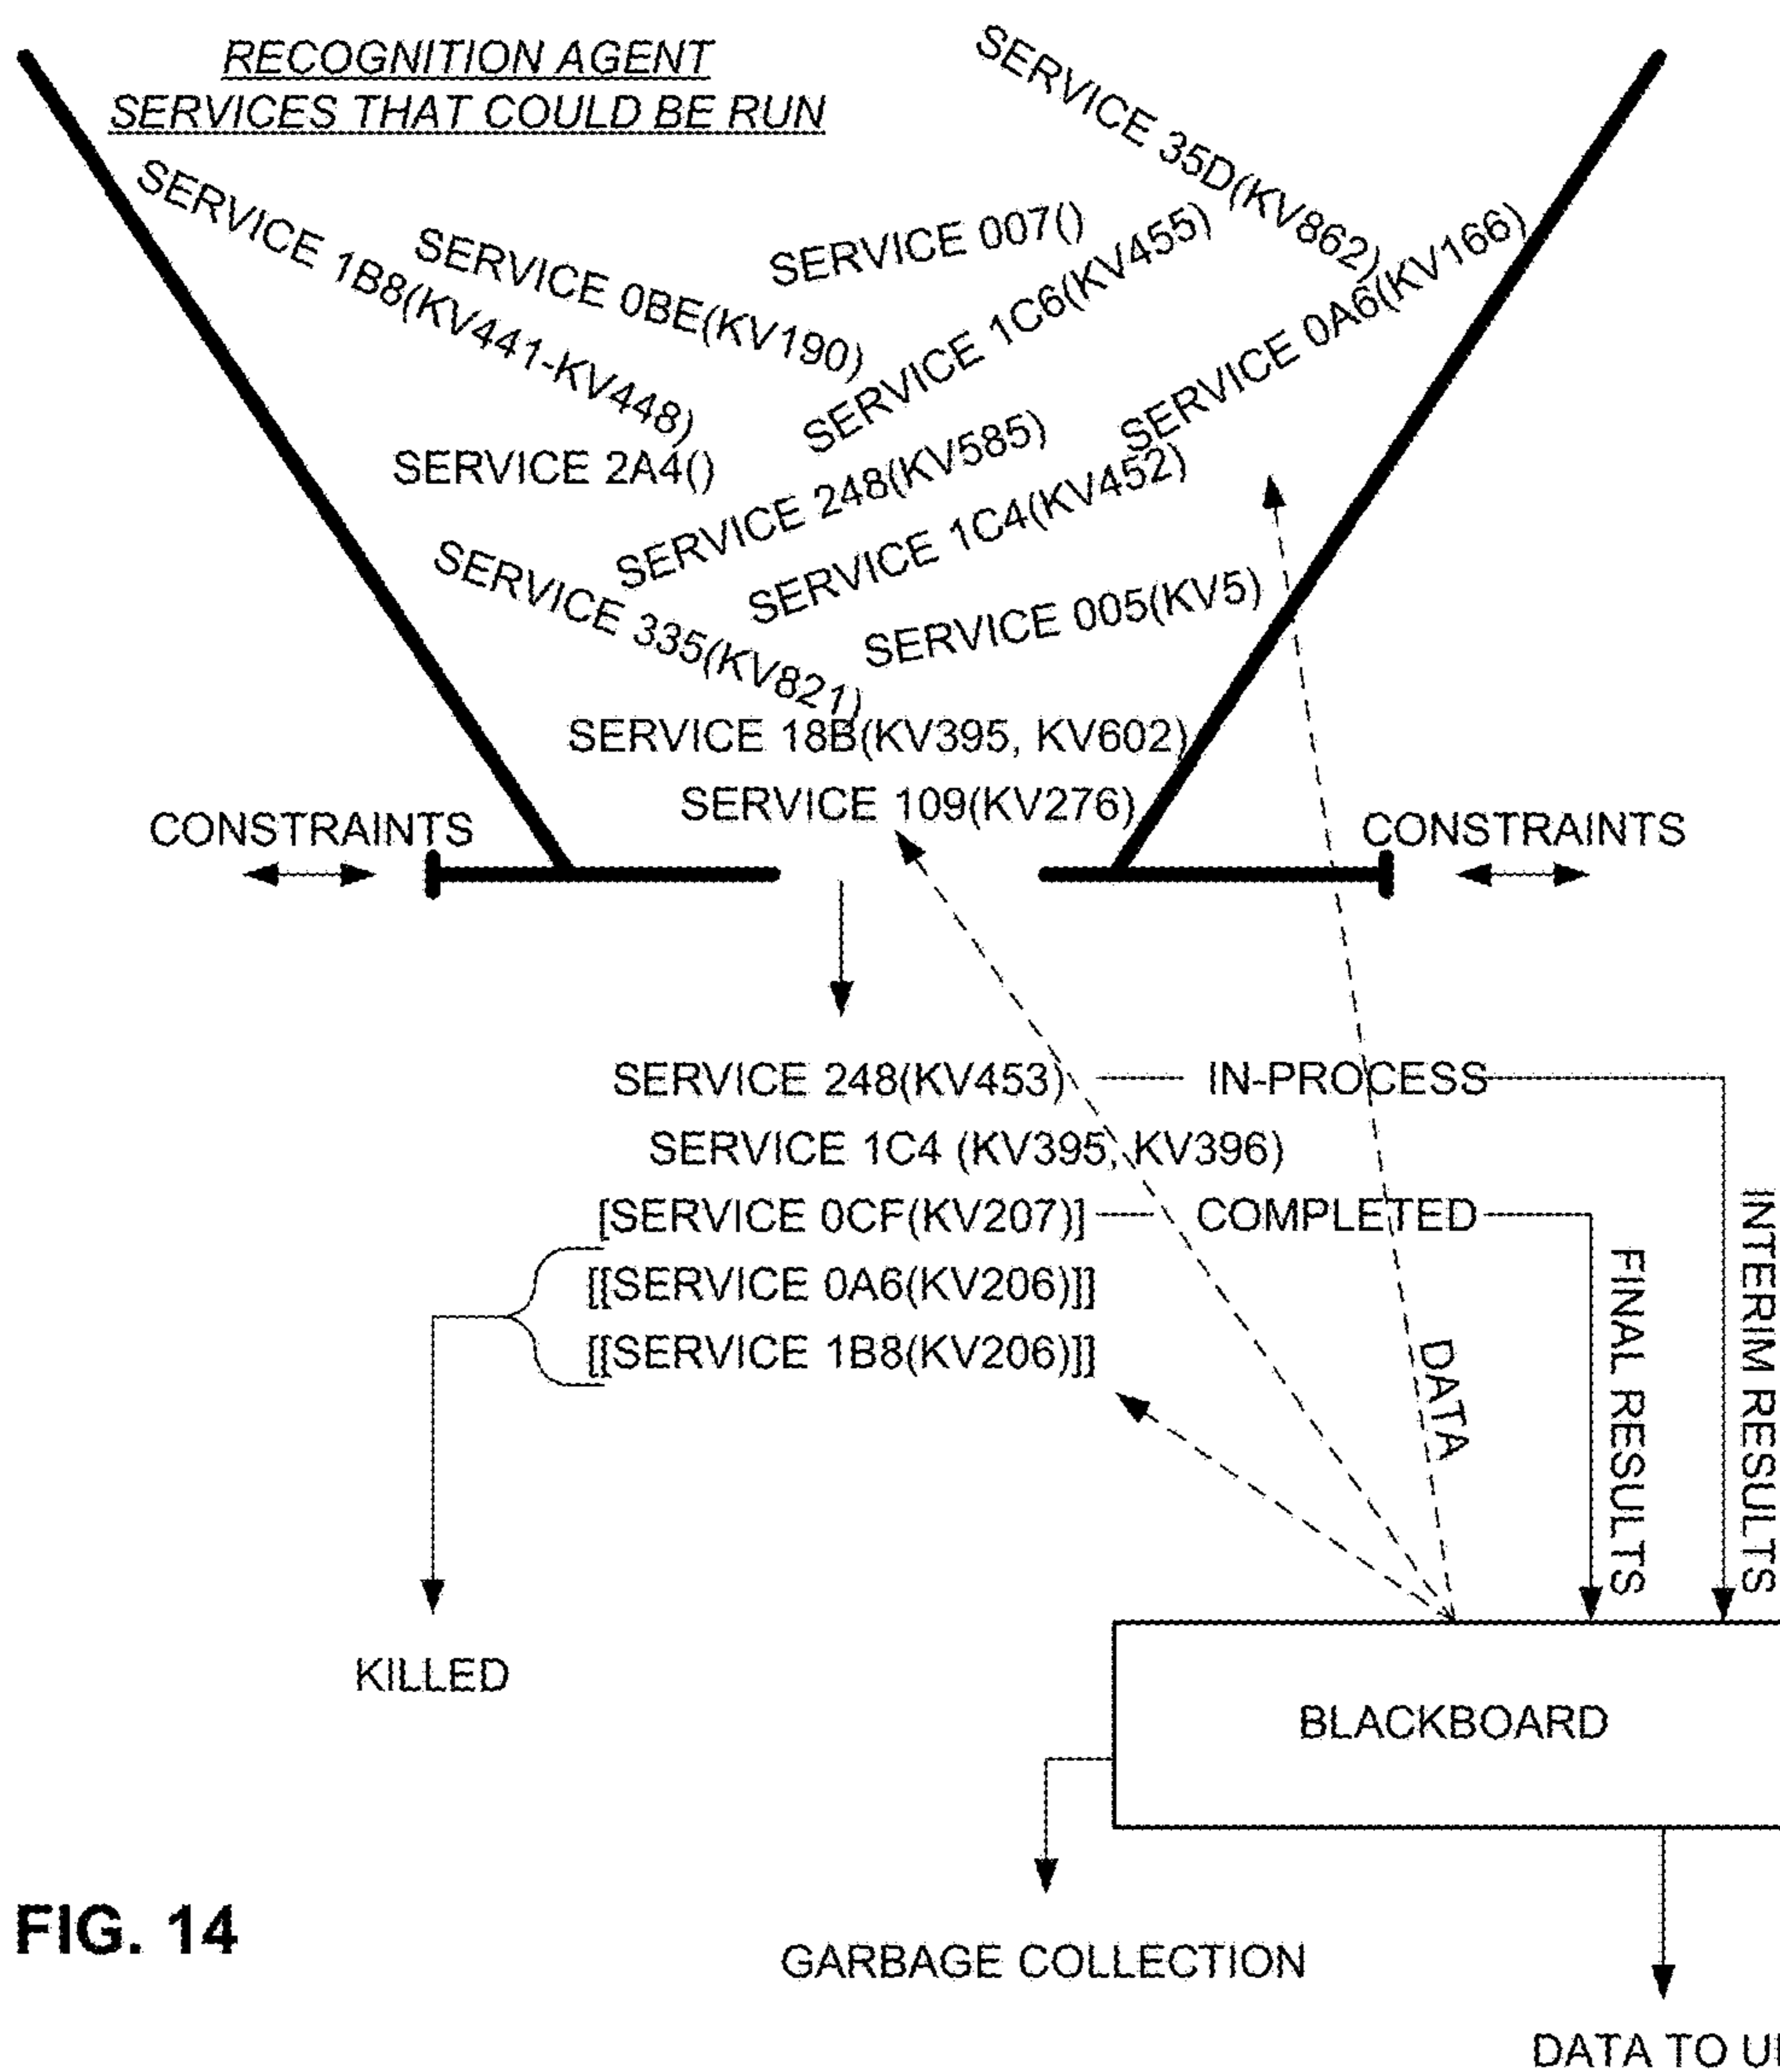 RECOGNITION AGENT
SERVICES THAT COULD BE RUN
SERVICE 35D(KV862)
SERVICE 1B8(KV441-KV448)
SERVICE 0BE(KV190)
SERVICE 007()
SERVICE 1C6(KV455)
SERVICE 0A6(KV166)
SERVICE 2A4()
SERVICE 248(KV585)
SERVICE 1C4(KV452)
SERVICE 335(KV821)
SERVICE 005(KV5)
SERVICE 18B(KV395, KV602)
SERVICE 109(KV276)
CONSTRAINTS
CONSTRAINTS
SERVICE 248(KV453)
IN-PROCESS
SERVICE 1C4 (KV395, KV396)
[SERVICE 0CF(KV207)]
COMPLETED
[[SERVICE 0A6(KV206)]]
[[SERVICE 1B8(KV206)]]
DATA
FINAL RESULTS
INTERIM RESULTS
KILLED
BLACKBOARD
FIG. 14
GARBAGE COLLECTION
DATA TO